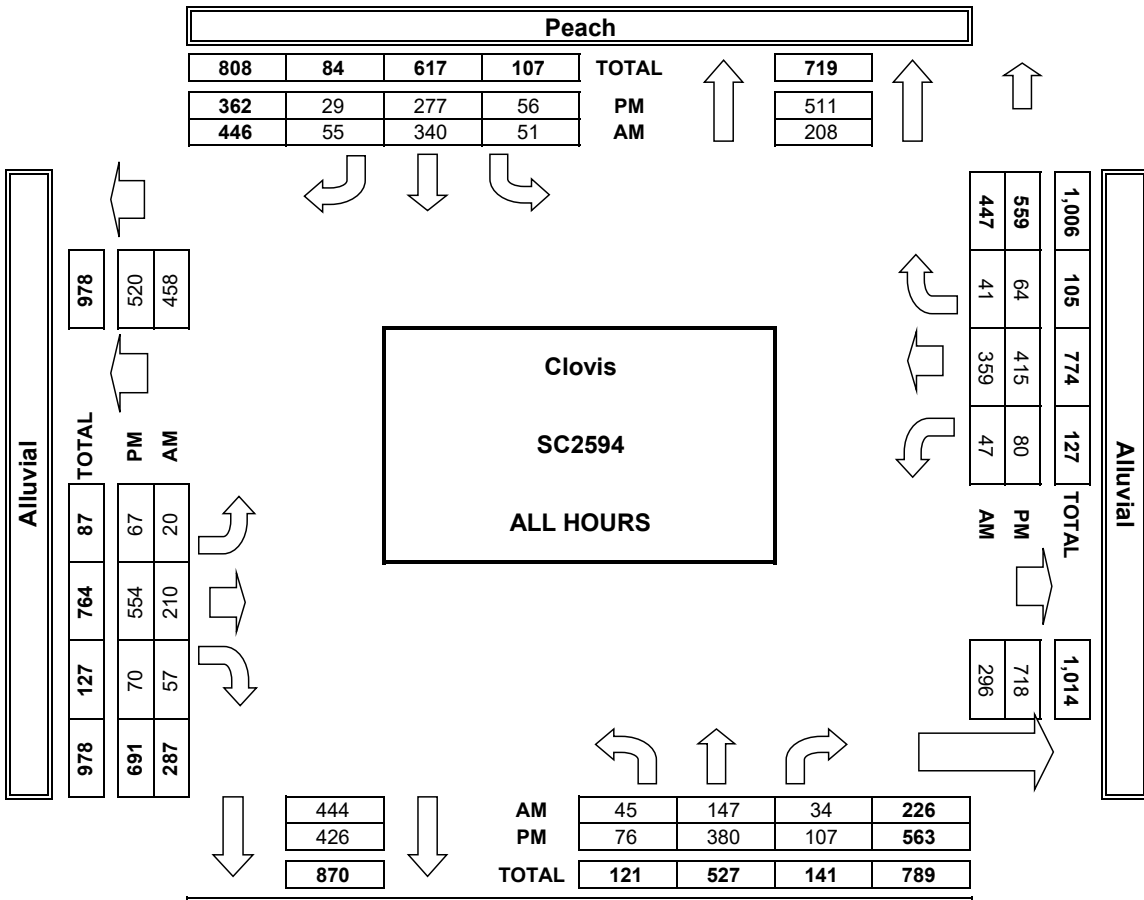 Peach
808 84 617 107 TOTAL 719
362 29 277 56 PM 511
446 55 340 51 AM 208
Alluvial
978 520 458
TOTAL PM AM
87 67 20
764 554 210
127 70 57
978 691 287
Clovis
SC2594
ALL HOURS
447 559 1,006
41 64 105
359 415 774
47 80 127
AM PM TOTAL
296 718 1,014
Alluvial
444 AM 45 147 34 226
426 PM 76 380 107 563
870 TOTAL 121 527 141 789